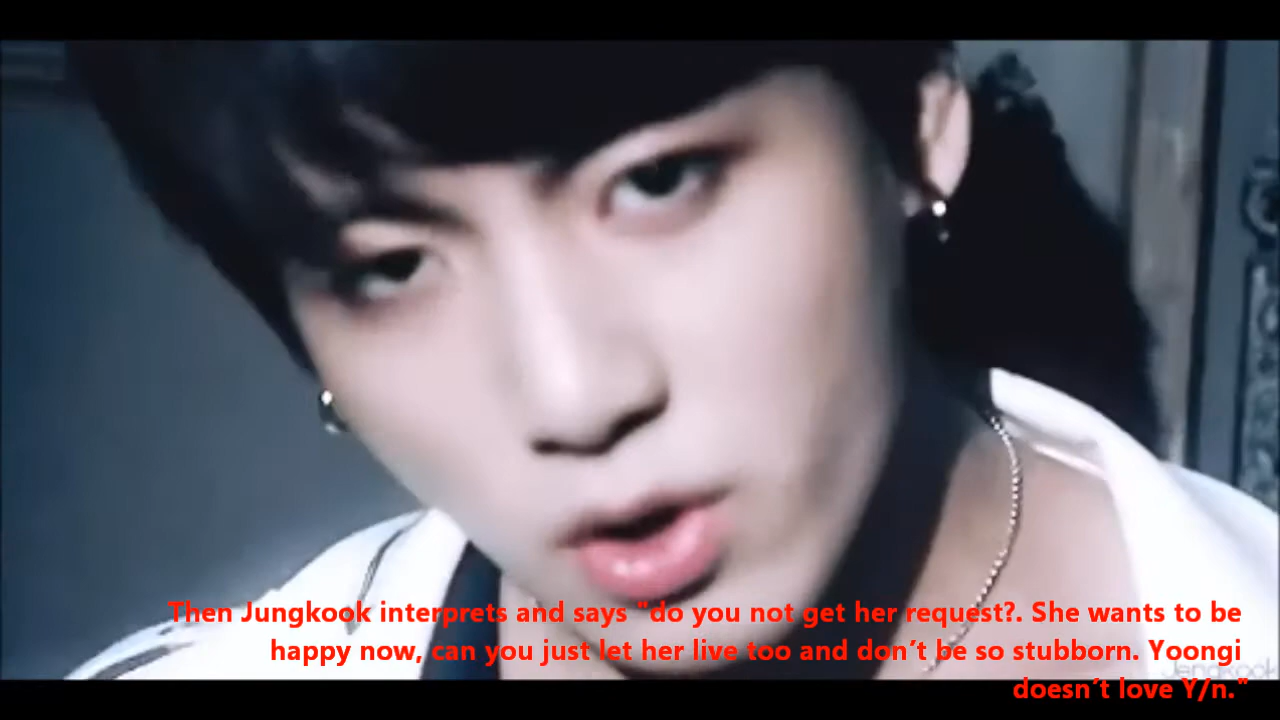 Then Jungkook interprets and says "do you not get her request?. She wants to be
happy now, can you just let her live too and don’t be so stubborn. Yoongi
Jengkook
doesn’t love Y/n."